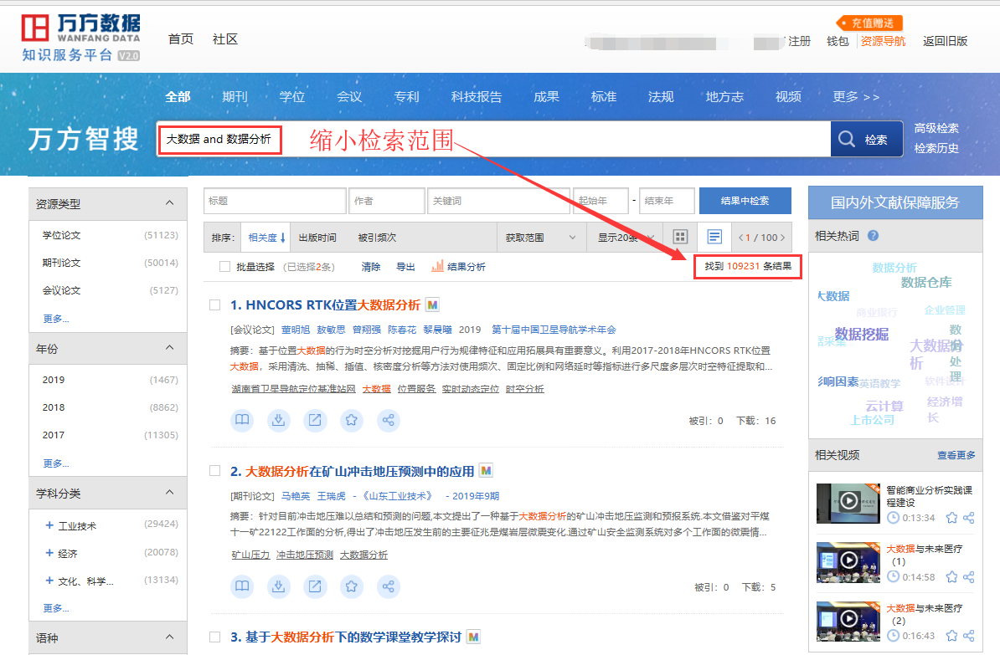 万方数据
WANFANG DATA
知识服务平台 V2.0
首页 社区
充值赠送
注册 钱包 资源导航 返回旧版
全部 期刊 学位 会议 专利 科技报告 成果 标准 法规 地方志 视频 更多 >>
万方智搜
大数据 and 数据分析
缩小检索范围
检索
高级检索
检索历史
资源类型
学位论文 (51123)
期刊论文 (50014)
会议论文 (5127)
更多...
年份
2019 (1467)
2018 (8862)
2017 (11305)
更多...
学科分类
+ 工业技术 (29424)
+ 经济 (20078)
+ 文化、科学... (13134)
更多...
语种
标题 作者 关键词 起始年 - 结束年 结果中检索
排序: 相关度 出版时间 被引频次 获取范围 显示20条 < 1 / 100 >
批量选择 (已选择2条) 清除 导出 结果分析 找到 109231 条结果
1. HNCORS RTK位置大数据分析 M
[会议论文] 董明旭 敖敏思 曾翔强 陈春花 黎晨曦 2019 第十届中国卫星导航学术年会
摘要：基于位置大数据的行为时空分析对挖掘用户行为规律特征和应用拓展具有重要意义。利用2017-2018年HNCORS RTK位置
大数据，采用清洗、抽稀、插值、核密度分析等方法对使用频次、固定比例和网络延时等指标进行多尺度多层次时空特征提取和...
湖南省卫星导航定位基准站网 大数据 位置服务 实时动态定位 时空分析
被引：0 下载：16
2. 大数据分析在矿山冲击地压预测中的应用 M
[期刊论文] 马艳英 王瑞虎 - 《山东工业技术》 - 2019年9期
摘要：针对目前冲击地压难以总结和预测的问题,本文提出了一种基于大数据分析的矿山冲击地压监测和预报系统.本文借鉴对平煤
十一矿22122工作面的分析,得出了冲击地压发生前的主要征兆是煤岩层微震变化.通过矿山安全监测系统对多个工作面的微震情...
矿山压力 冲击地压预测 大数据分析
被引：0 下载：5
3. 基于大数据分析下的数学课堂教学探讨 M
国内外文献保障服务
相关热词 ?
数据分析
数据仓库
大数据
商业银行
企业管理
数据挖掘
数据处理
大数据分析
影响因素
英语教学
软件设计
云计算
经济增长
上市公司
相关视频 查看更多
智能商业分析实践课
程建设
0:13:34
大数据与未来医疗
（1）
0:14:58
大数据与未来医疗
（2）
0:16:43